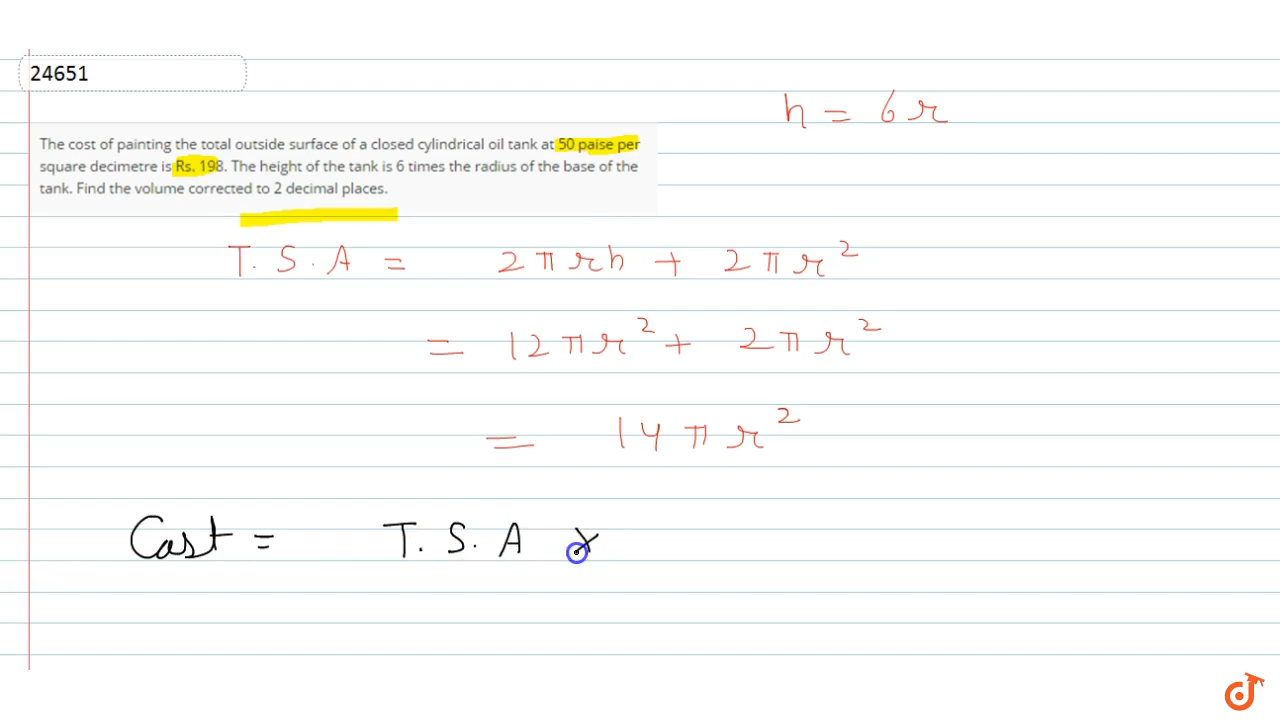 24651
h = 6r
The cost of painting the total outside surface of a closed cylindrical oil tank at 50 paise per
square decimetre is Rs. 198. The height of the tank is 6 times the radius of the base of the
tank. Find the volume corrected to 2 decimal places.
T.S.A = 2πrh + 2πr²
= 12πr² + 2πr²
= 14πr²
Cost = T.S.A ×